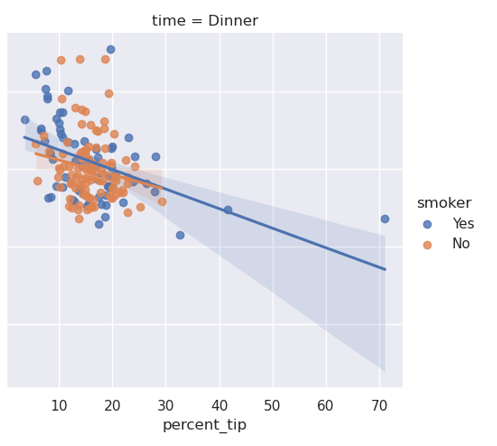 time = Dinner
smoker
Yes
No
10 20 30 40 50 60 70
percent_tip